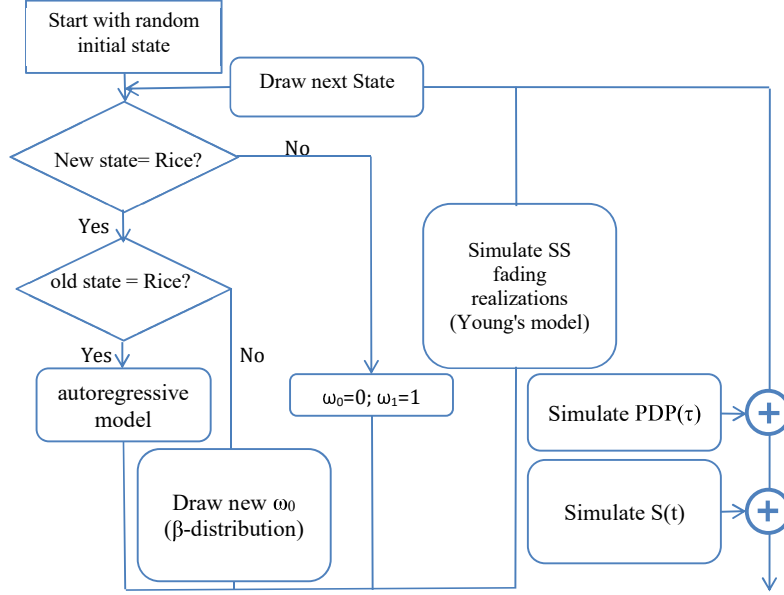 Start with random
initial state
Draw next State
New state= Rice?
No
Yes
old state = Rice?
Simulate SS
fading
realizations
(Young's model)
Yes
No
autoregressive
model
ω₀=0; ω₁=1
Simulate PDP(τ)
+
Draw new ω₀
(β-distribution)
Simulate S(t)
+